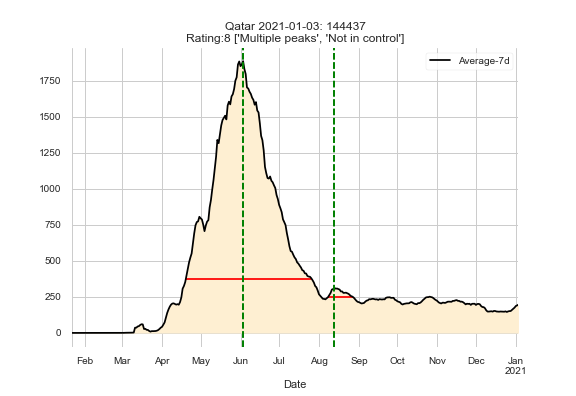 Qatar 2021-01-03: 144437
Rating:8 ['Multiple peaks', 'Not in control']
Average-7d
1750
1500
1250
1000
750
500
250
0
Feb Mar Apr May Jun Jul Aug Sep Oct Nov Dec Jan
2021
Date